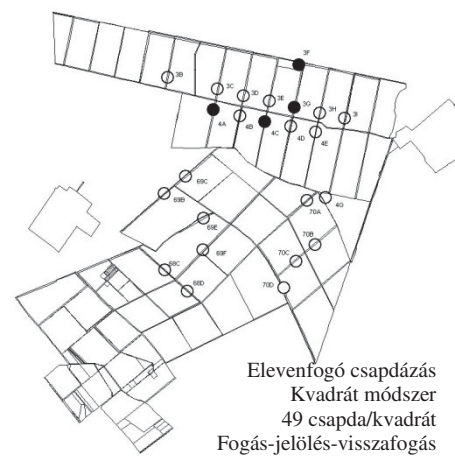 3F
3B
3C
3D
3E
3G
3H
3I
4A
4B
4C
4D
4E
69C
69B
70A
4G
69E
70B
69F
70C
68C
70D
68D
Elevenfogó csapdázás
Kvadrát módszer
49 csapda/kvadrát
Fogás-jelölés-visszafogás